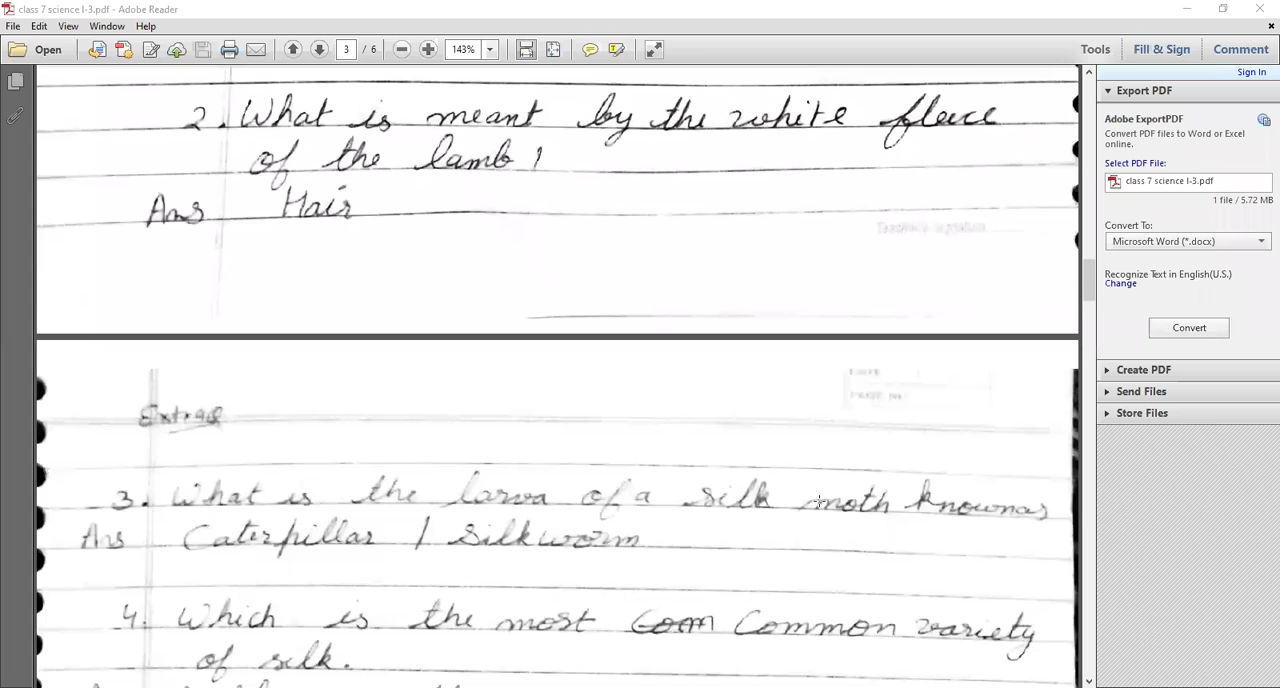 class 7 science l-3.pdf - Adobe Reader
File Edit View Window Help
Open 3 / 6 143% Tools Fill & Sign Comment
Sign In
Export PDF
Adobe ExportPDF
Convert PDF files to Word or Excel
online.
Select PDF File:
class 7 science l-3.pdf
1 file / 5.72 MB
Convert To:
Microsoft Word (*.docx)
Recognize Text in English(U.S.)
Change
Convert
Create PDF
Send Files
Store Files
2. What is meant by the white fleece
of the lamb ?
Ans Hair
Extras
3. What is the larva of a silk moth knownas
Ans Caterpillar / Silkworm
4. Which is the most Common variety
of silk.